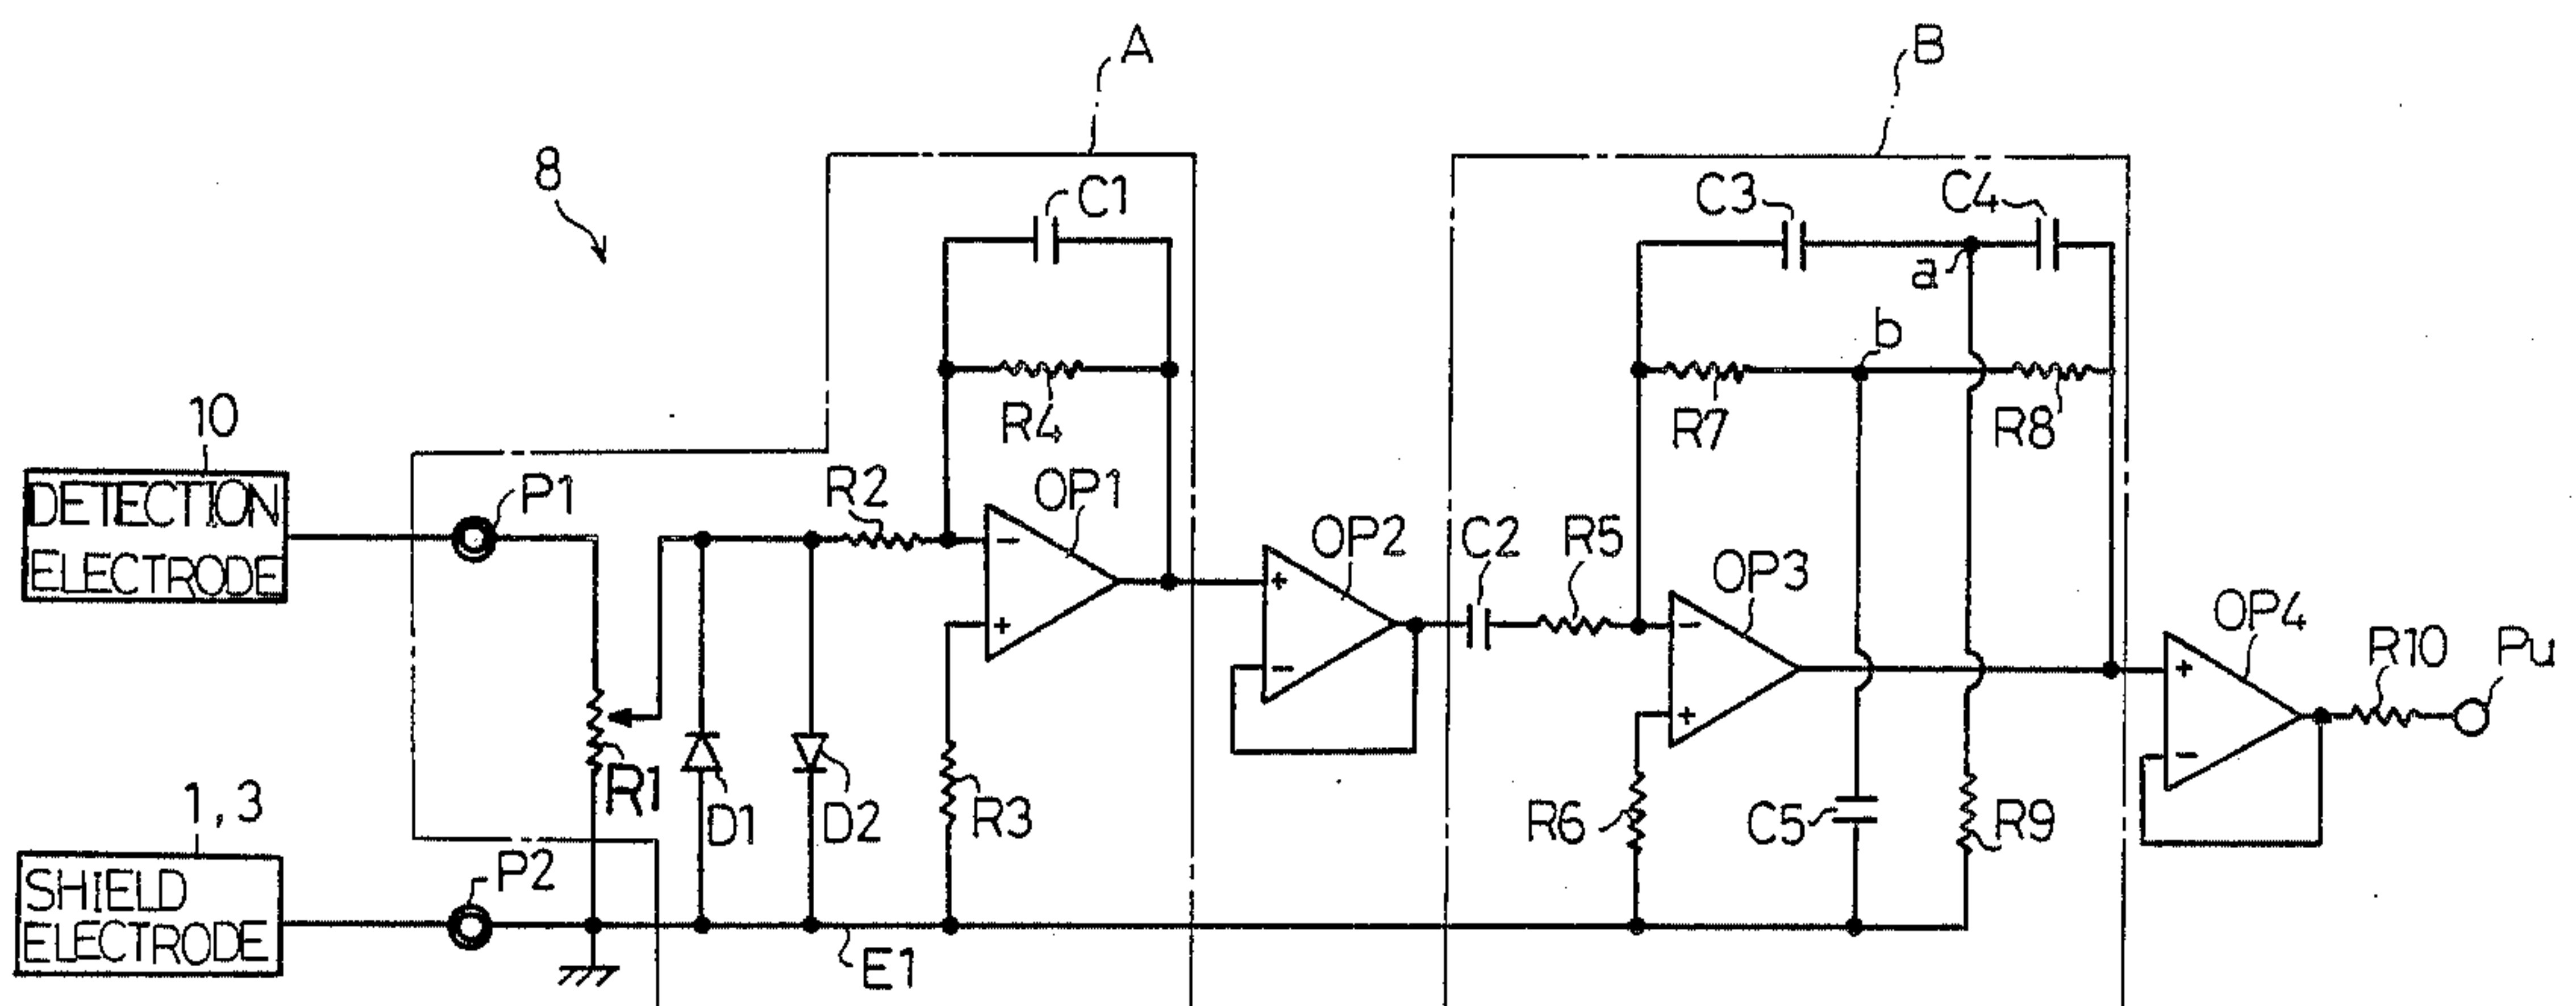 A
B
8
C1
C3
C4
a
b
R4
R7
R8
10
DETECTION
ELECTRODE
P1
R2
OP1
OP2
C2
R5
OP3
OP4
R10
Pu
+
-
R1
D1
D2
R3
R6
C5
R9
1,3
SHIELD
ELECTRODE
P2
E1